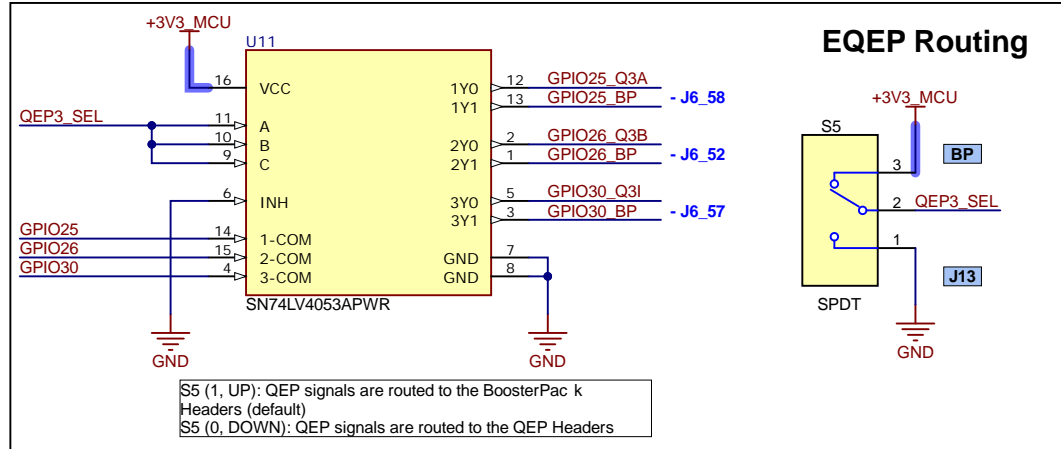 EQEP Routing
+3V3_MCU
U11
16 VCC
1Y0 12 GPIO25_Q3A
1Y1 13 GPIO25_BP - J6_58
QEP3_SEL 11 A
10 B
9 C
2Y0 2 GPIO26_Q3B
2Y1 1 GPIO26_BP - J6_52
6 INH
3Y0 5 GPIO30_Q3I
3Y1 3 GPIO30_BP - J6_57
GPIO25 14 1-COM
GPIO26 15 2-COM
GPIO30 4 3-COM
GND 7
GND 8
SN74LV4053APWR
GND
GND
+3V3_MCU
S5
3 BP
2 QEP3_SEL
1
J13
SPDT
GND
S5 (1, UP): QEP signals are routed to the BoosterPac k
Headers (default)
S5 (0, DOWN): QEP signals are routed to the QEP Headers